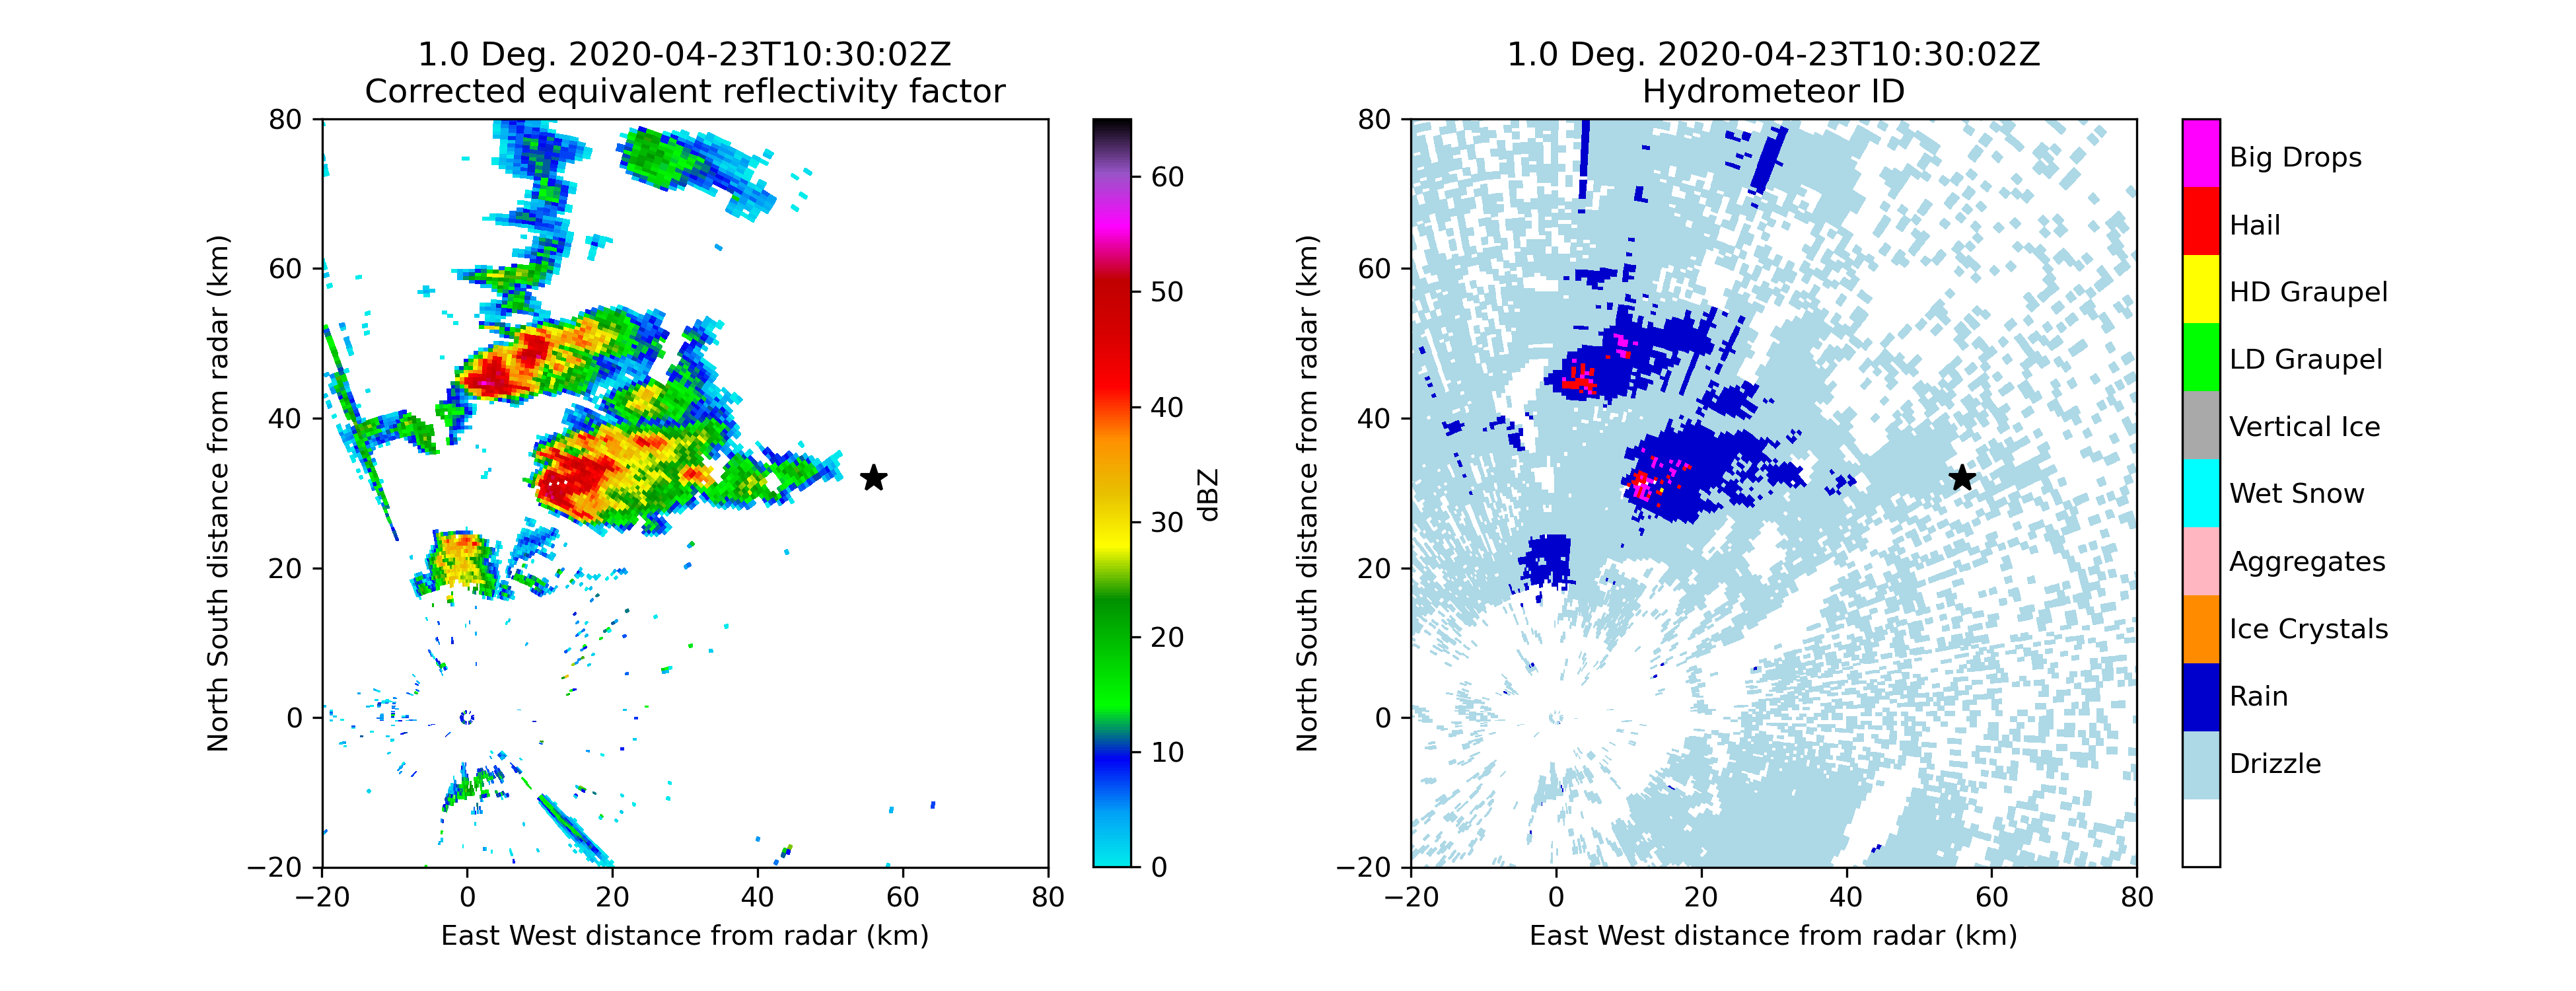 1.0 Deg. 2020-04-23T10:30:02Z
Corrected equivalent reflectivity factor
80
60
40
20
0
−20
−20 0 20 40 60 80
North South distance from radar (km)
East West distance from radar (km)
60
50
40
30
20
10
0
dBZ
1.0 Deg. 2020-04-23T10:30:02Z
Hydrometeor ID
80
60
40
20
0
−20
−20 0 20 40 60 80
North South distance from radar (km)
East West distance from radar (km)
Big Drops
Hail
HD Graupel
LD Graupel
Vertical Ice
Wet Snow
Aggregates
Ice Crystals
Rain
Drizzle